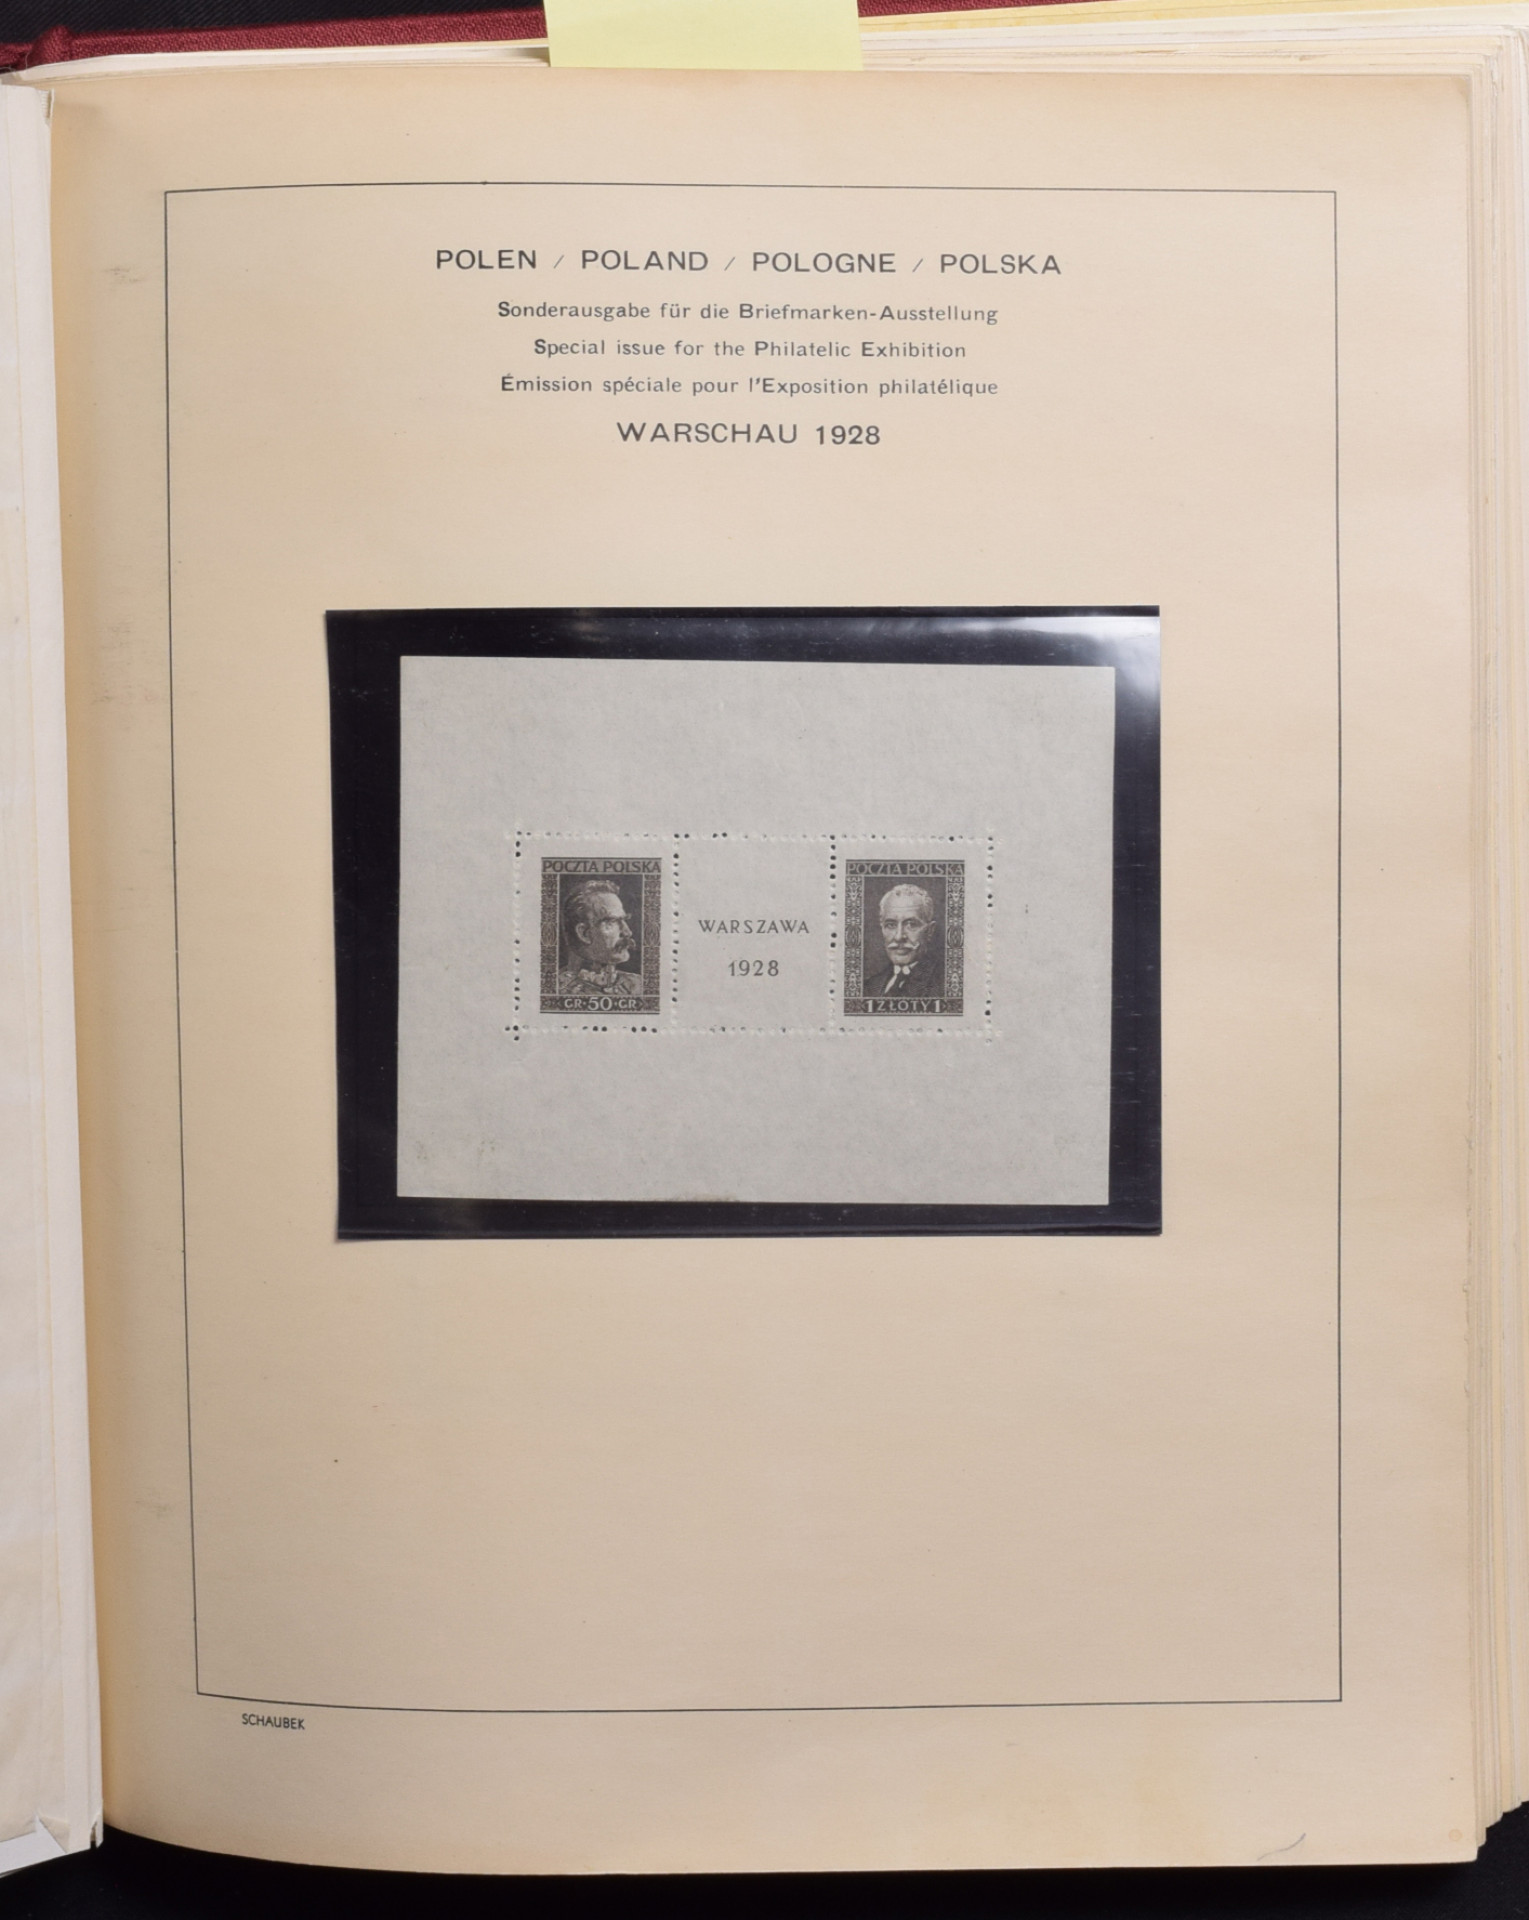 POLEN / POLAND / POLOGNE / POLSKA
Sonderausgabe für die Briefmarken-Ausstellung
Special issue for the Philatelic Exhibition
Émission spéciale pour l'Exposition philatélique
WARSCHAU 1928
POCZTA POLSKA
GR·50·GR
WARSZAWA
1928
POCZTA POLSKA
1 ZŁOTY 1
SCHAUBEK